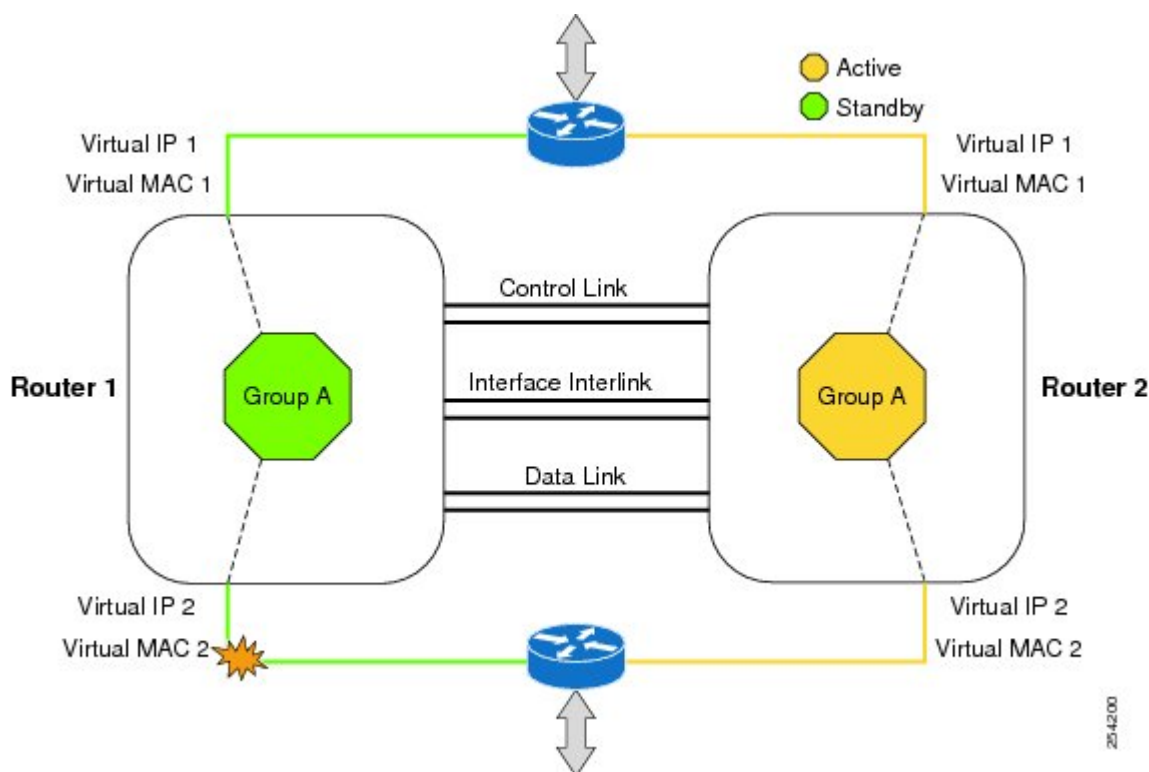 Active
Standby
Virtual IP 1
Virtual MAC 1
Virtual IP 1
Virtual MAC 1
Control Link
Router 1
Group A
Interface Interlink
Group A
Router 2
Data Link
Virtual IP 2
Virtual MAC 2
Virtual IP 2
Virtual MAC 2
254200